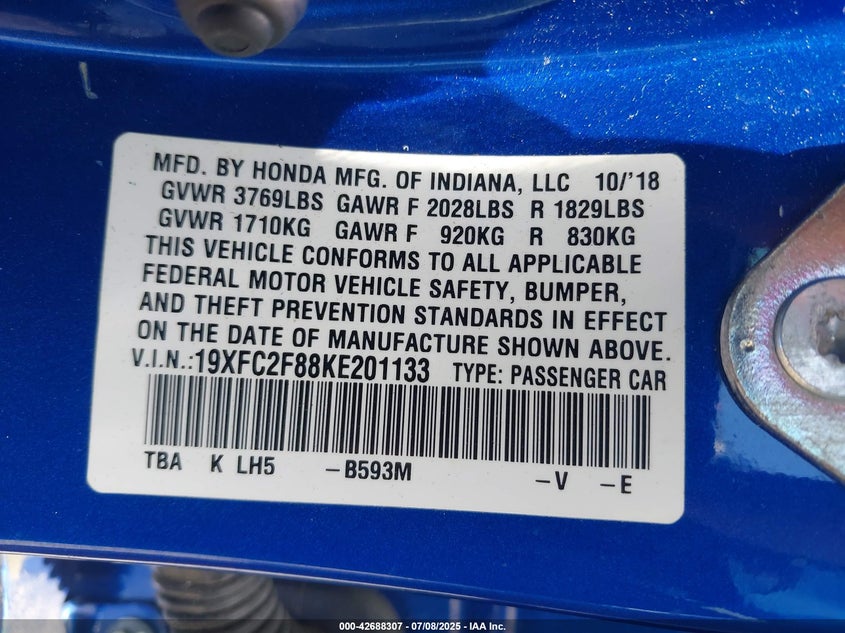 MFD. BY HONDA MFG. OF INDIANA, LLC 10/'18
GVWR 3769LBS GAWR F 2028LBS R 1829LBS
GVWR 1710KG GAWR F 920KG R 830KG
THIS VEHICLE CONFORMS TO ALL APPLICABLE
FEDERAL MOTOR VEHICLE SAFETY, BUMPER,
AND THEFT PREVENTION STANDARDS IN EFFECT
ON THE DATE OF MANUFACTURE SHOWN ABOVE.
V.I.N.:19XFC2F88KE201133 TYPE: PASSENGER CAR
TBA K LH5 -B593M -V -E
000-42688307 - 07/08/2025 - IAA Inc.